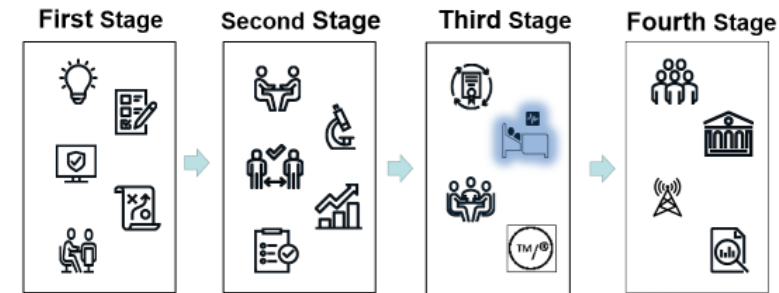 First Stage
Second Stage
Third Stage
Fourth Stage
TM/®